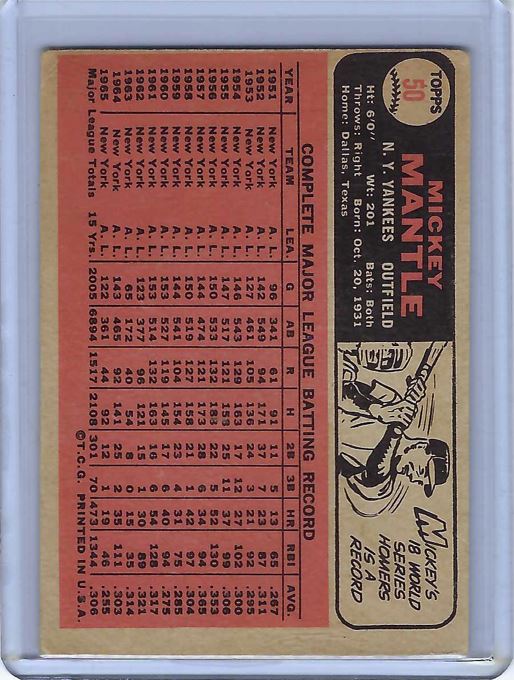 TOPPS
50
MICKEY
MANTLE
N. Y. YANKEES OUTFIELD
Ht: 6'0" Wt: 201 Bats: Both
Throws: Right Born: Oct. 20, 1931
Home: Dallas, Texas
MICKEY'S
18 WORLD
SERIES
HOMERS
IS A
RECORD
COMPLETE MAJOR LEAGUE BATTING RECORD
YEAR TEAM LEA G AB R H 2B 3B HR RBI AVG.
1951 New York A. L. 96 341 61 91 11 5 13 65 .267
1952 New York A. L. 142 549 94 171 37 7 23 87 .311
1953 New York A. L. 127 461 105 136 24 3 21 92 .295
1954 New York A. L. 146 543 129 163 17 12 27 102 .300
1955 New York A. L. 147 517 121 158 25 11 37 99 .306
1956 New York A. L. 150 533 132 188 22 5 52 130 .353
1957 New York A. L. 144 474 121 173 28 6 34 94 .365
1958 New York A. L. 150 519 127 158 21 1 42 97 .304
1959 New York A. L. 144 541 104 154 23 4 31 75 .285
1960 New York A. L. 153 527 119 145 17 6 40 94 .275
1961 New York A. L. 153 514 132 163 16 6 54 128 .317
1962 New York A. L. 123 377 96 121 15 1 30 89 .321
1963 New York A. L. 65 172 40 54 8 0 15 35 .314
1964 New York A. L. 143 465 92 141 25 2 35 111 .303
1965 New York A. L. 122 361 44 92 12 1 19 46 .255
Major League Totals 15 Yrs. 2005 6894 1517 2108 301 70 473 1344 .306
©T.C.G. PRINTED IN U.S.A.